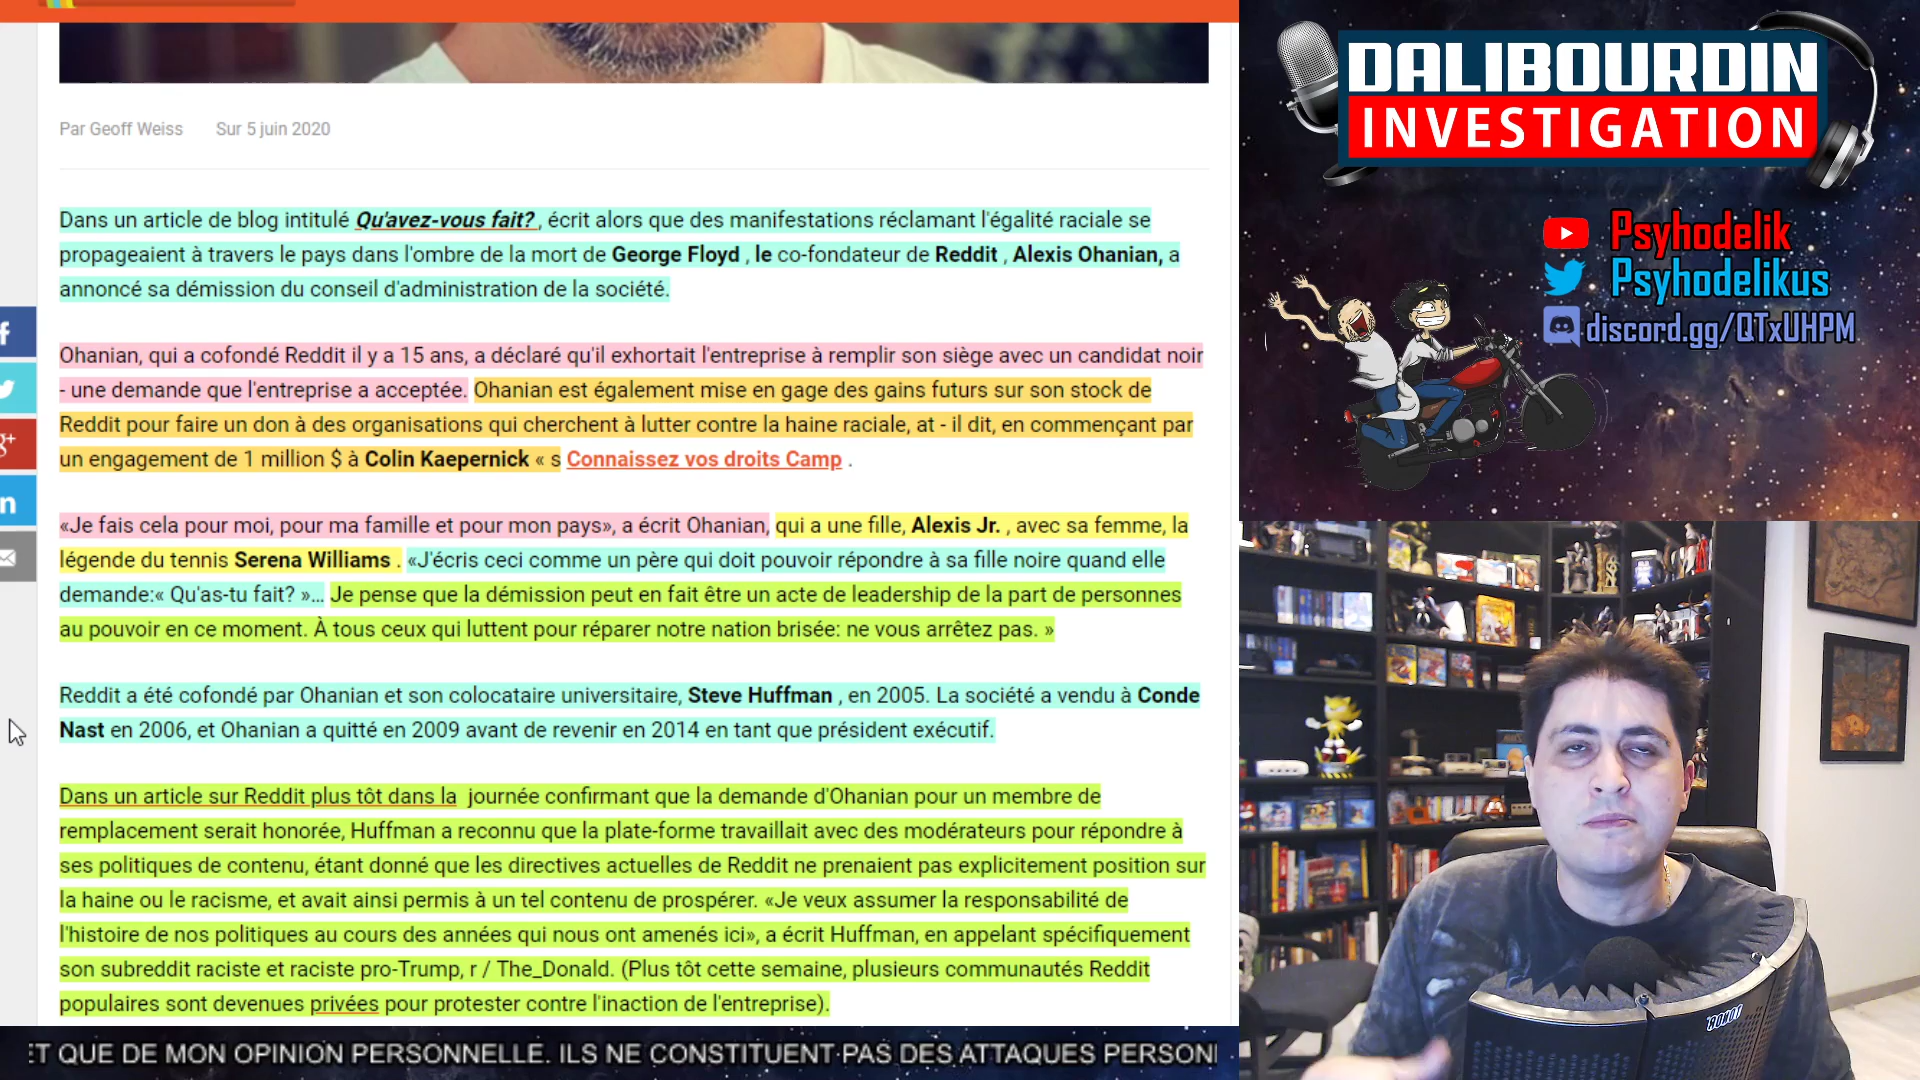 Par Geoff Weiss Sur 5 juin 2020
Dans un article de blog intitulé Qu'avez-vous fait? , écrit alors que des manifestations réclamant l'égalité raciale se
propageaient à travers le pays dans l'ombre de la mort de George Floyd , le co-fondateur de Reddit , Alexis Ohanian, a
annoncé sa démission du conseil d'administration de la société.
Ohanian, qui a cofondé Reddit il y a 15 ans, a déclaré qu'il exhortait l'entreprise à remplir son siège avec un candidat noir
- une demande que l'entreprise a acceptée. Ohanian est également mise en gage des gains futurs sur son stock de
Reddit pour faire un don à des organisations qui cherchent à lutter contre la haine raciale, at - il dit, en commençant par
un engagement de 1 million $ à Colin Kaepernick « s Connaissez vos droits Camp .
«Je fais cela pour moi, pour ma famille et pour mon pays», a écrit Ohanian, qui a une fille, Alexis Jr. , avec sa femme, la
légende du tennis Serena Williams . «J'écris ceci comme un père qui doit pouvoir répondre à sa fille noire quand elle
demande:« Qu'as-tu fait? »... Je pense que la démission peut en fait être un acte de leadership de la part de personnes
au pouvoir en ce moment. À tous ceux qui luttent pour réparer notre nation brisée: ne vous arrêtez pas. »
Reddit a été cofondé par Ohanian et son colocataire universitaire, Steve Huffman , en 2005. La société a vendu à Conde
Nast en 2006, et Ohanian a quitté en 2009 avant de revenir en 2014 en tant que président exécutif.
Dans un article sur Reddit plus tôt dans la journée confirmant que la demande d'Ohanian pour un membre de
remplacement serait honorée, Huffman a reconnu que la plate-forme travaillait avec des modérateurs pour répondre à
ses politiques de contenu, étant donné que les directives actuelles de Reddit ne prenaient pas explicitement position sur
la haine ou le racisme, et avait ainsi permis à un tel contenu de prospérer. «Je veux assumer la responsabilité de
l'histoire de nos politiques au cours des années qui nous ont amenés ici», a écrit Huffman, en appelant spécifiquement
son subreddit raciste et raciste pro-Trump, r / The_Donald. (Plus tôt cette semaine, plusieurs communautés Reddit
populaires sont devenues privées pour protester contre l'inaction de l'entreprise).
ET QUE DE MON OPINION PERSONNELLE. ILS NE CONSTITUENT PAS DES ATTAQUES PERSON
DALIBOURDIN
INVESTIGATION
Psyhodelik
Psyhodelikus
discord.gg/QTxUHPM